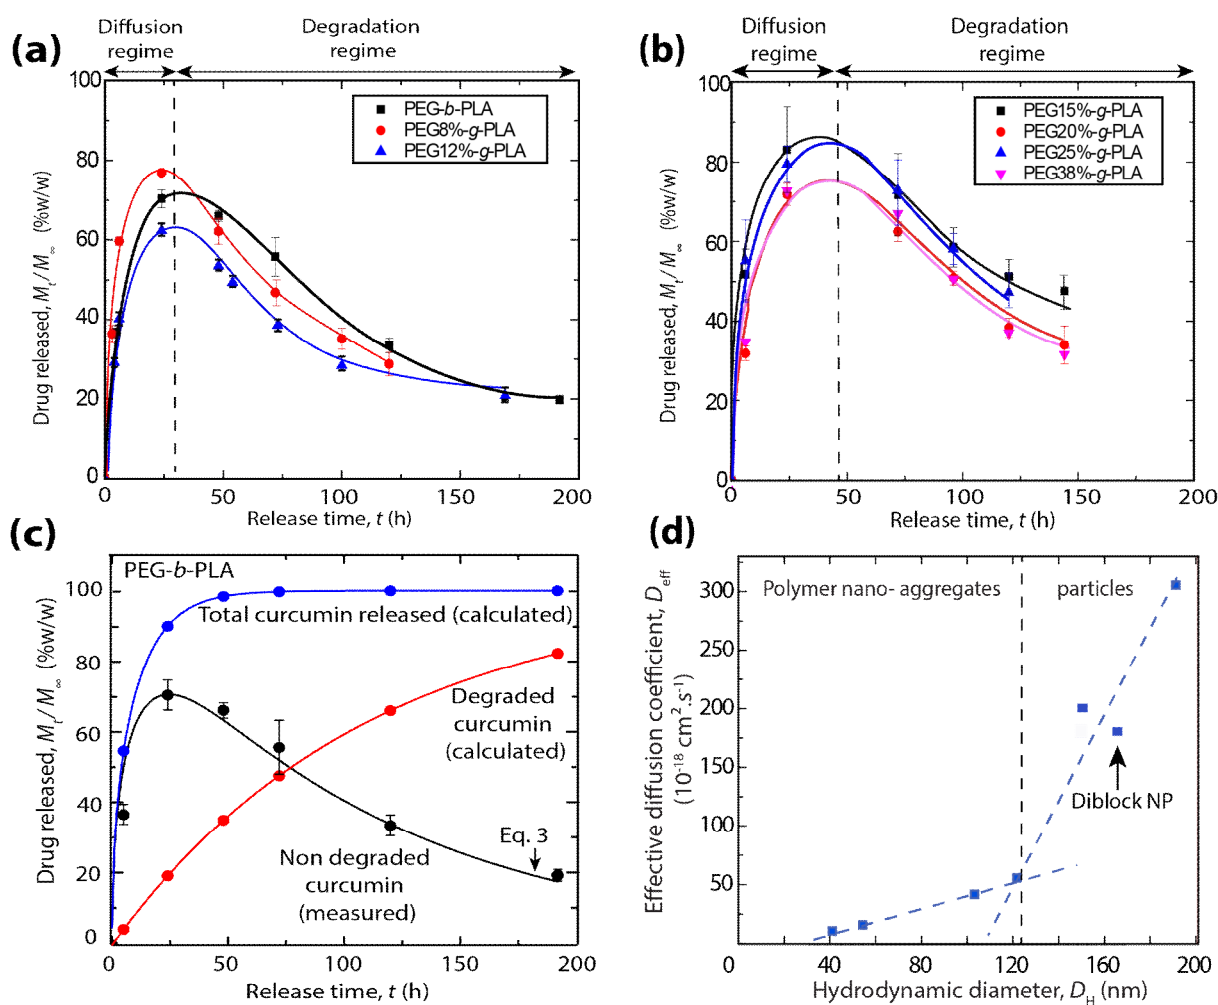 (a)
Diffusion
regime
Degradation
regime
100
80
60
40
20
0
Drug released, Mt / M∞ (%w/w)
PEG-b-PLA
PEG8%-g-PLA
PEG12%-g-PLA
0
50
100
150
200
Release time, t (h)
(b)
Diffusion
regime
Degradation
regime
100
80
60
40
20
0
Drug released, Mt / M∞ (%w/w)
PEG15%-g-PLA
PEG20%-g-PLA
PEG25%-g-PLA
PEG38%-g-PLA
0
50
100
150
200
Release time, t (h)
(c)
PEG-b-PLA
100
80
60
40
20
0
Drug released, Mt / M∞ (%w/w)
Total curcumin released (calculated)
Degraded
curcumin
(calculated)
Eq. 3
Non degraded
curcumin
(measured)
0
50
100
150
200
Release time, t (h)
(d)
Polymer nano- aggregates
particles
300
250
200
150
100
50
Effective diffusion coefficient, Deff
(10-18 cm2.s-1)
Diblock NP
0
40
80
120
160
200
Hydrodynamic diameter, DH (nm)